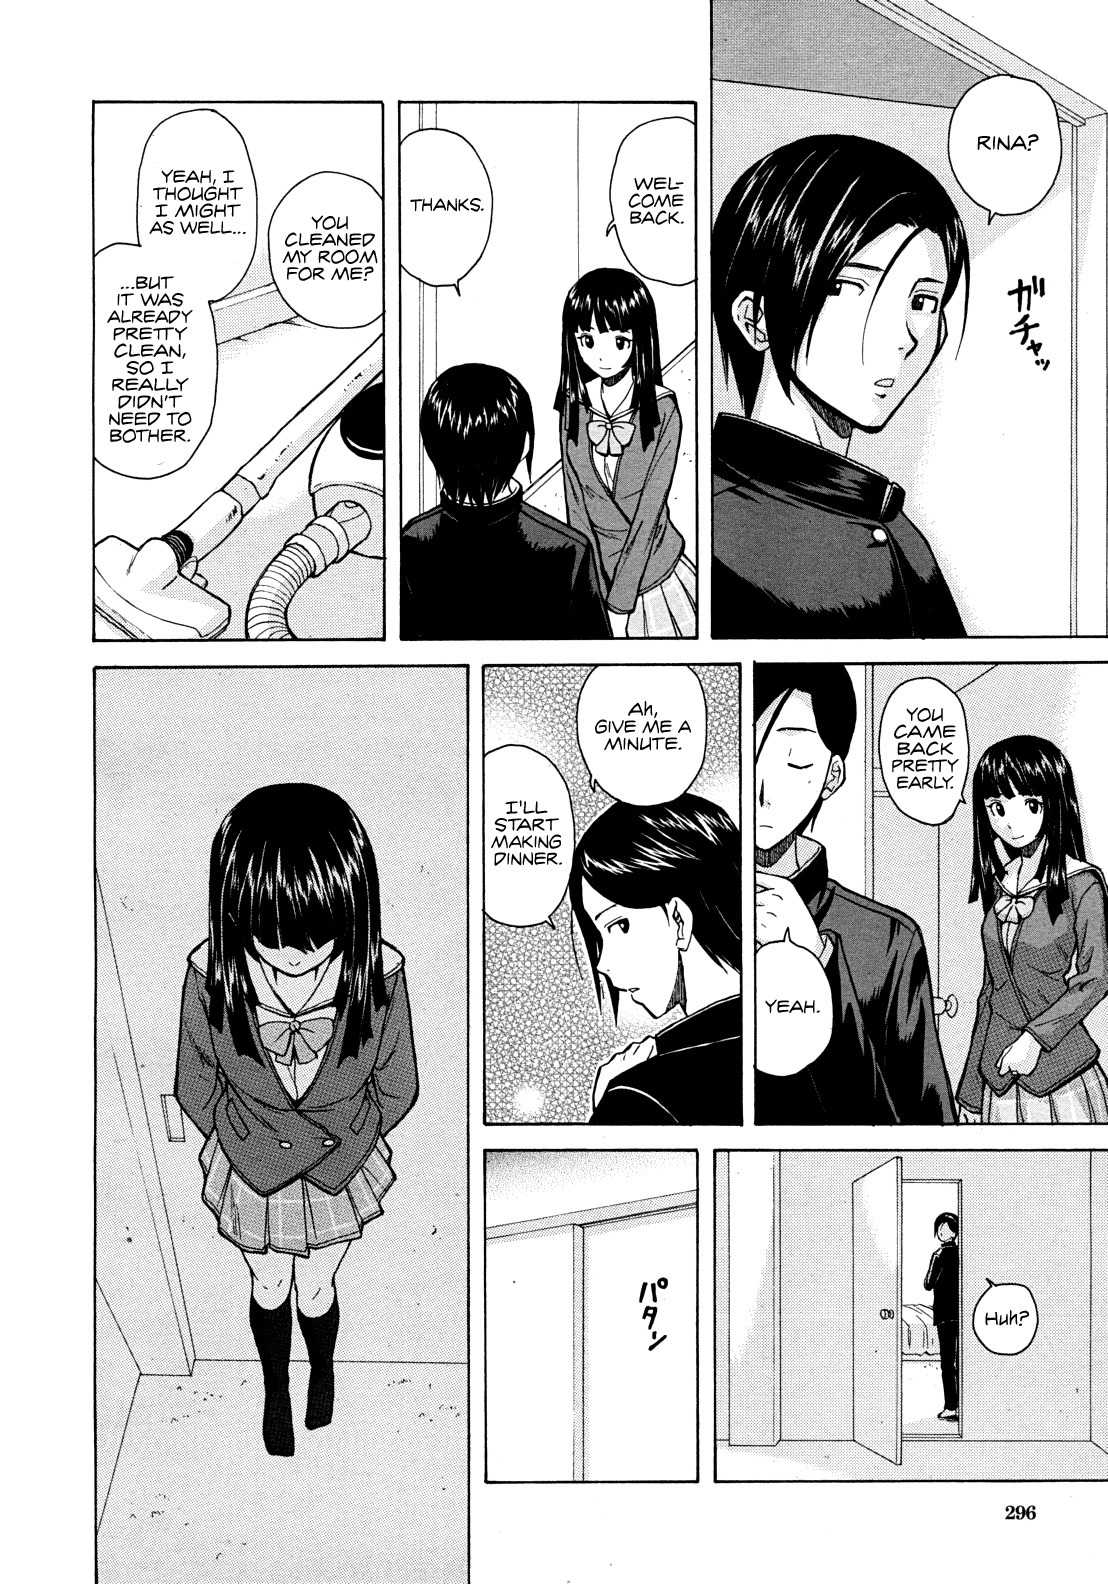 RINA?
ガチャッ
WEL-
COME
BACK.
THANKS.
YOU
CLEANED
MY ROOM
FOR ME?
YEAH, I
THOUGHT
I MIGHT
AS WELL...
...BUT
IT WAS
ALREADY
PRETTY
CLEAN,
SO I
REALLY
DIDN'T
NEED TO
BOTHER.
YOU
CAME
BACK
PRETTY
EARLY.
YEAH.
Ah,
GIVE ME A
MINUTE.
I'LL
START
MAKING
DINNER.
Huh?
パタン
296